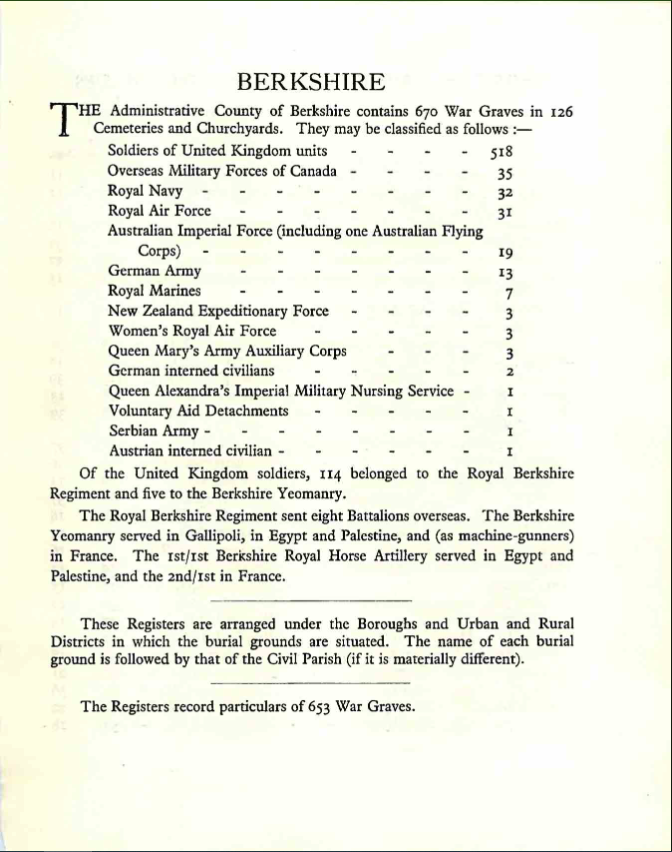 BERKSHIRE
THE Administrative County of Berkshire contains 670 War Graves in 126
Cemeteries and Churchyards. They may be classified as follows :—
Soldiers of United Kingdom units - - - - 518
Overseas Military Forces of Canada - - - - 35
Royal Navy - - - - - - - - 32
Royal Air Force - - - - - - - 31
Australian Imperial Force (including one Australian Flying
Corps) - - - - - - - - 19
German Army - - - - - - - 13
Royal Marines - - - - - - - 7
New Zealand Expeditionary Force - - - - 3
Women's Royal Air Force - - - - - 3
Queen Mary's Army Auxiliary Corps - - - 3
German interned civilians - - - - - 2
Queen Alexandra's Imperial Military Nursing Service - 1
Voluntary Aid Detachments - - - - - 1
Serbian Army - - - - - - - - 1
Austrian interned civilian - - - - - - 1
Of the United Kingdom soldiers, 114 belonged to the Royal Berkshire
Regiment and five to the Berkshire Yeomanry.
The Royal Berkshire Regiment sent eight Battalions overseas. The Berkshire
Yeomanry served in Gallipoli, in Egypt and Palestine, and (as machine-gunners)
in France. The 1st/1st Berkshire Royal Horse Artillery served in Egypt and
Palestine, and the 2nd/1st in France.
These Registers are arranged under the Boroughs and Urban and Rural
Districts in which the burial grounds are situated. The name of each burial
ground is followed by that of the Civil Parish (if it is materially different).
The Registers record particulars of 653 War Graves.